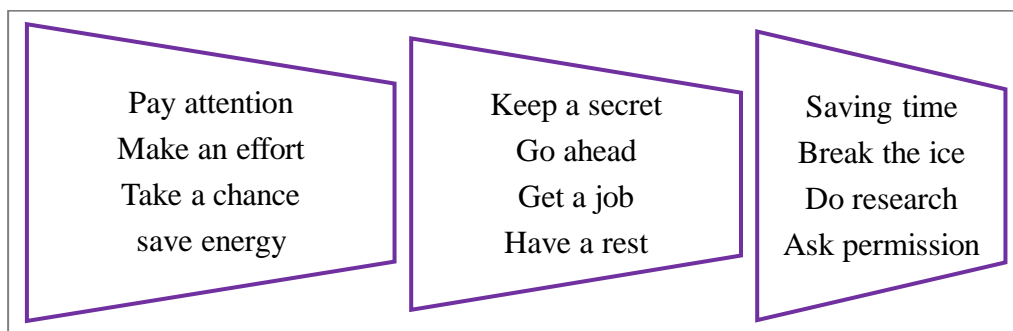 Pay attention
Make an effort
Take a chance
save energy
Keep a secret
Go ahead
Get a job
Have a rest
Saving time
Break the ice
Do research
Ask permission